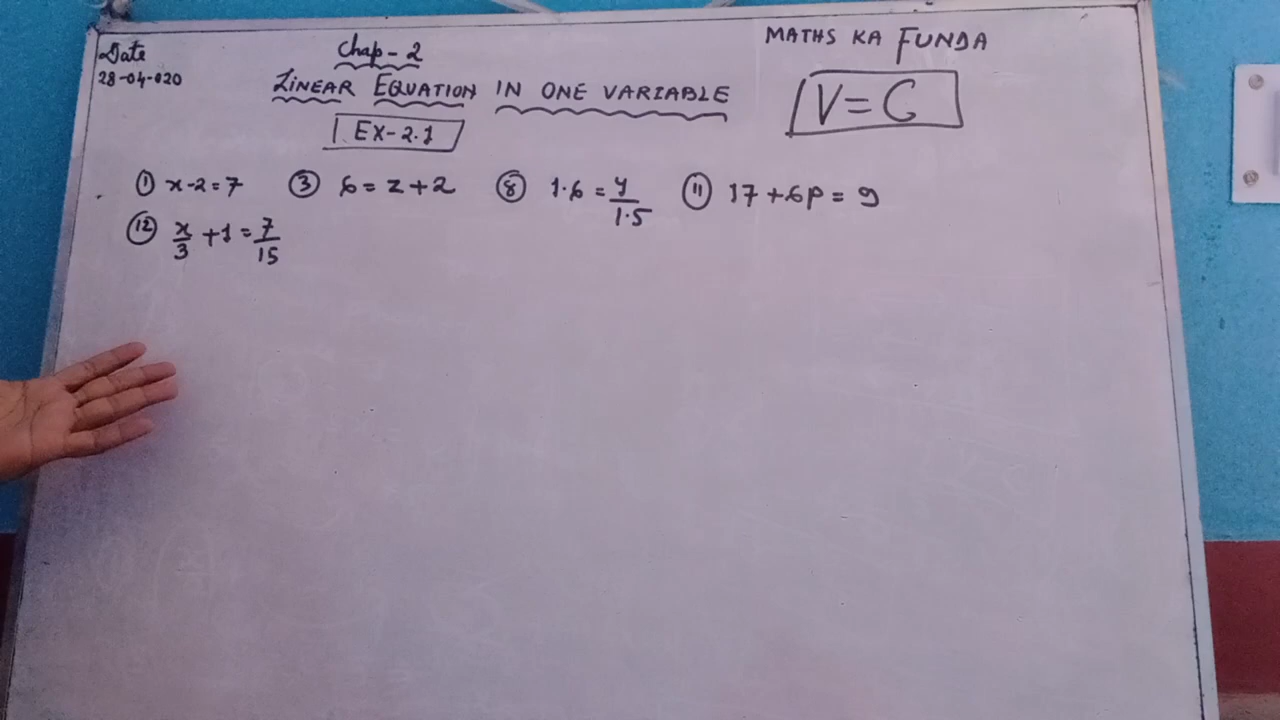 Date
28-04-020
Chap-2
LINEAR EQUATION IN ONE VARIABLE
EX-2.1
MATHS KA FUNDA
V=C
① x-2=7 ③ 6=z+2 ⑧ 1.6=y/1.5 ⑪ 17+6p=9
⑫ x/3+1=7/15